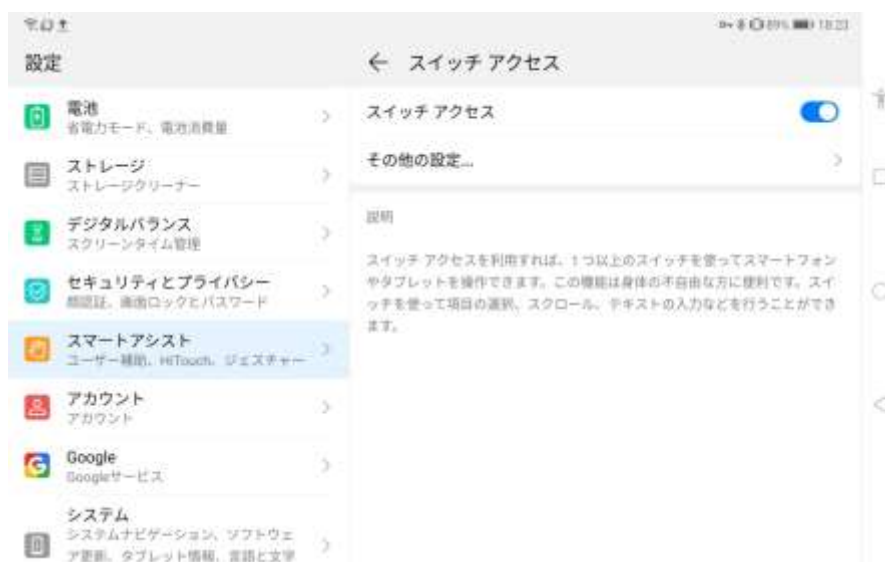 89% 18:23
設定
← スイッチ アクセス
電池
省電力モード、電池消費量
ストレージ
ストレージクリーナー
デジタルバランス
スクリーンタイム管理
セキュリティとプライバシー
顔認証、画面ロックとパスワード
スマートアシスト
ユーザー補助、HiTouch、ジェスチャー
アカウント
アカウント
Google
Googleサービス
システム
システムナビゲーション、ソフトウェ
ア更新、タブレット情報、言語と文字
スイッチ アクセス
その他の設定...
説明
スイッチ アクセスを利用すれば、1つ以上のスイッチを使ってスマートフォン
やタブレットを操作できます。この機能は身体の不自由な方に便利です。スイ
ッチを使って項目の選択、スクロール、テキストの入力などを行うことができ
ます。